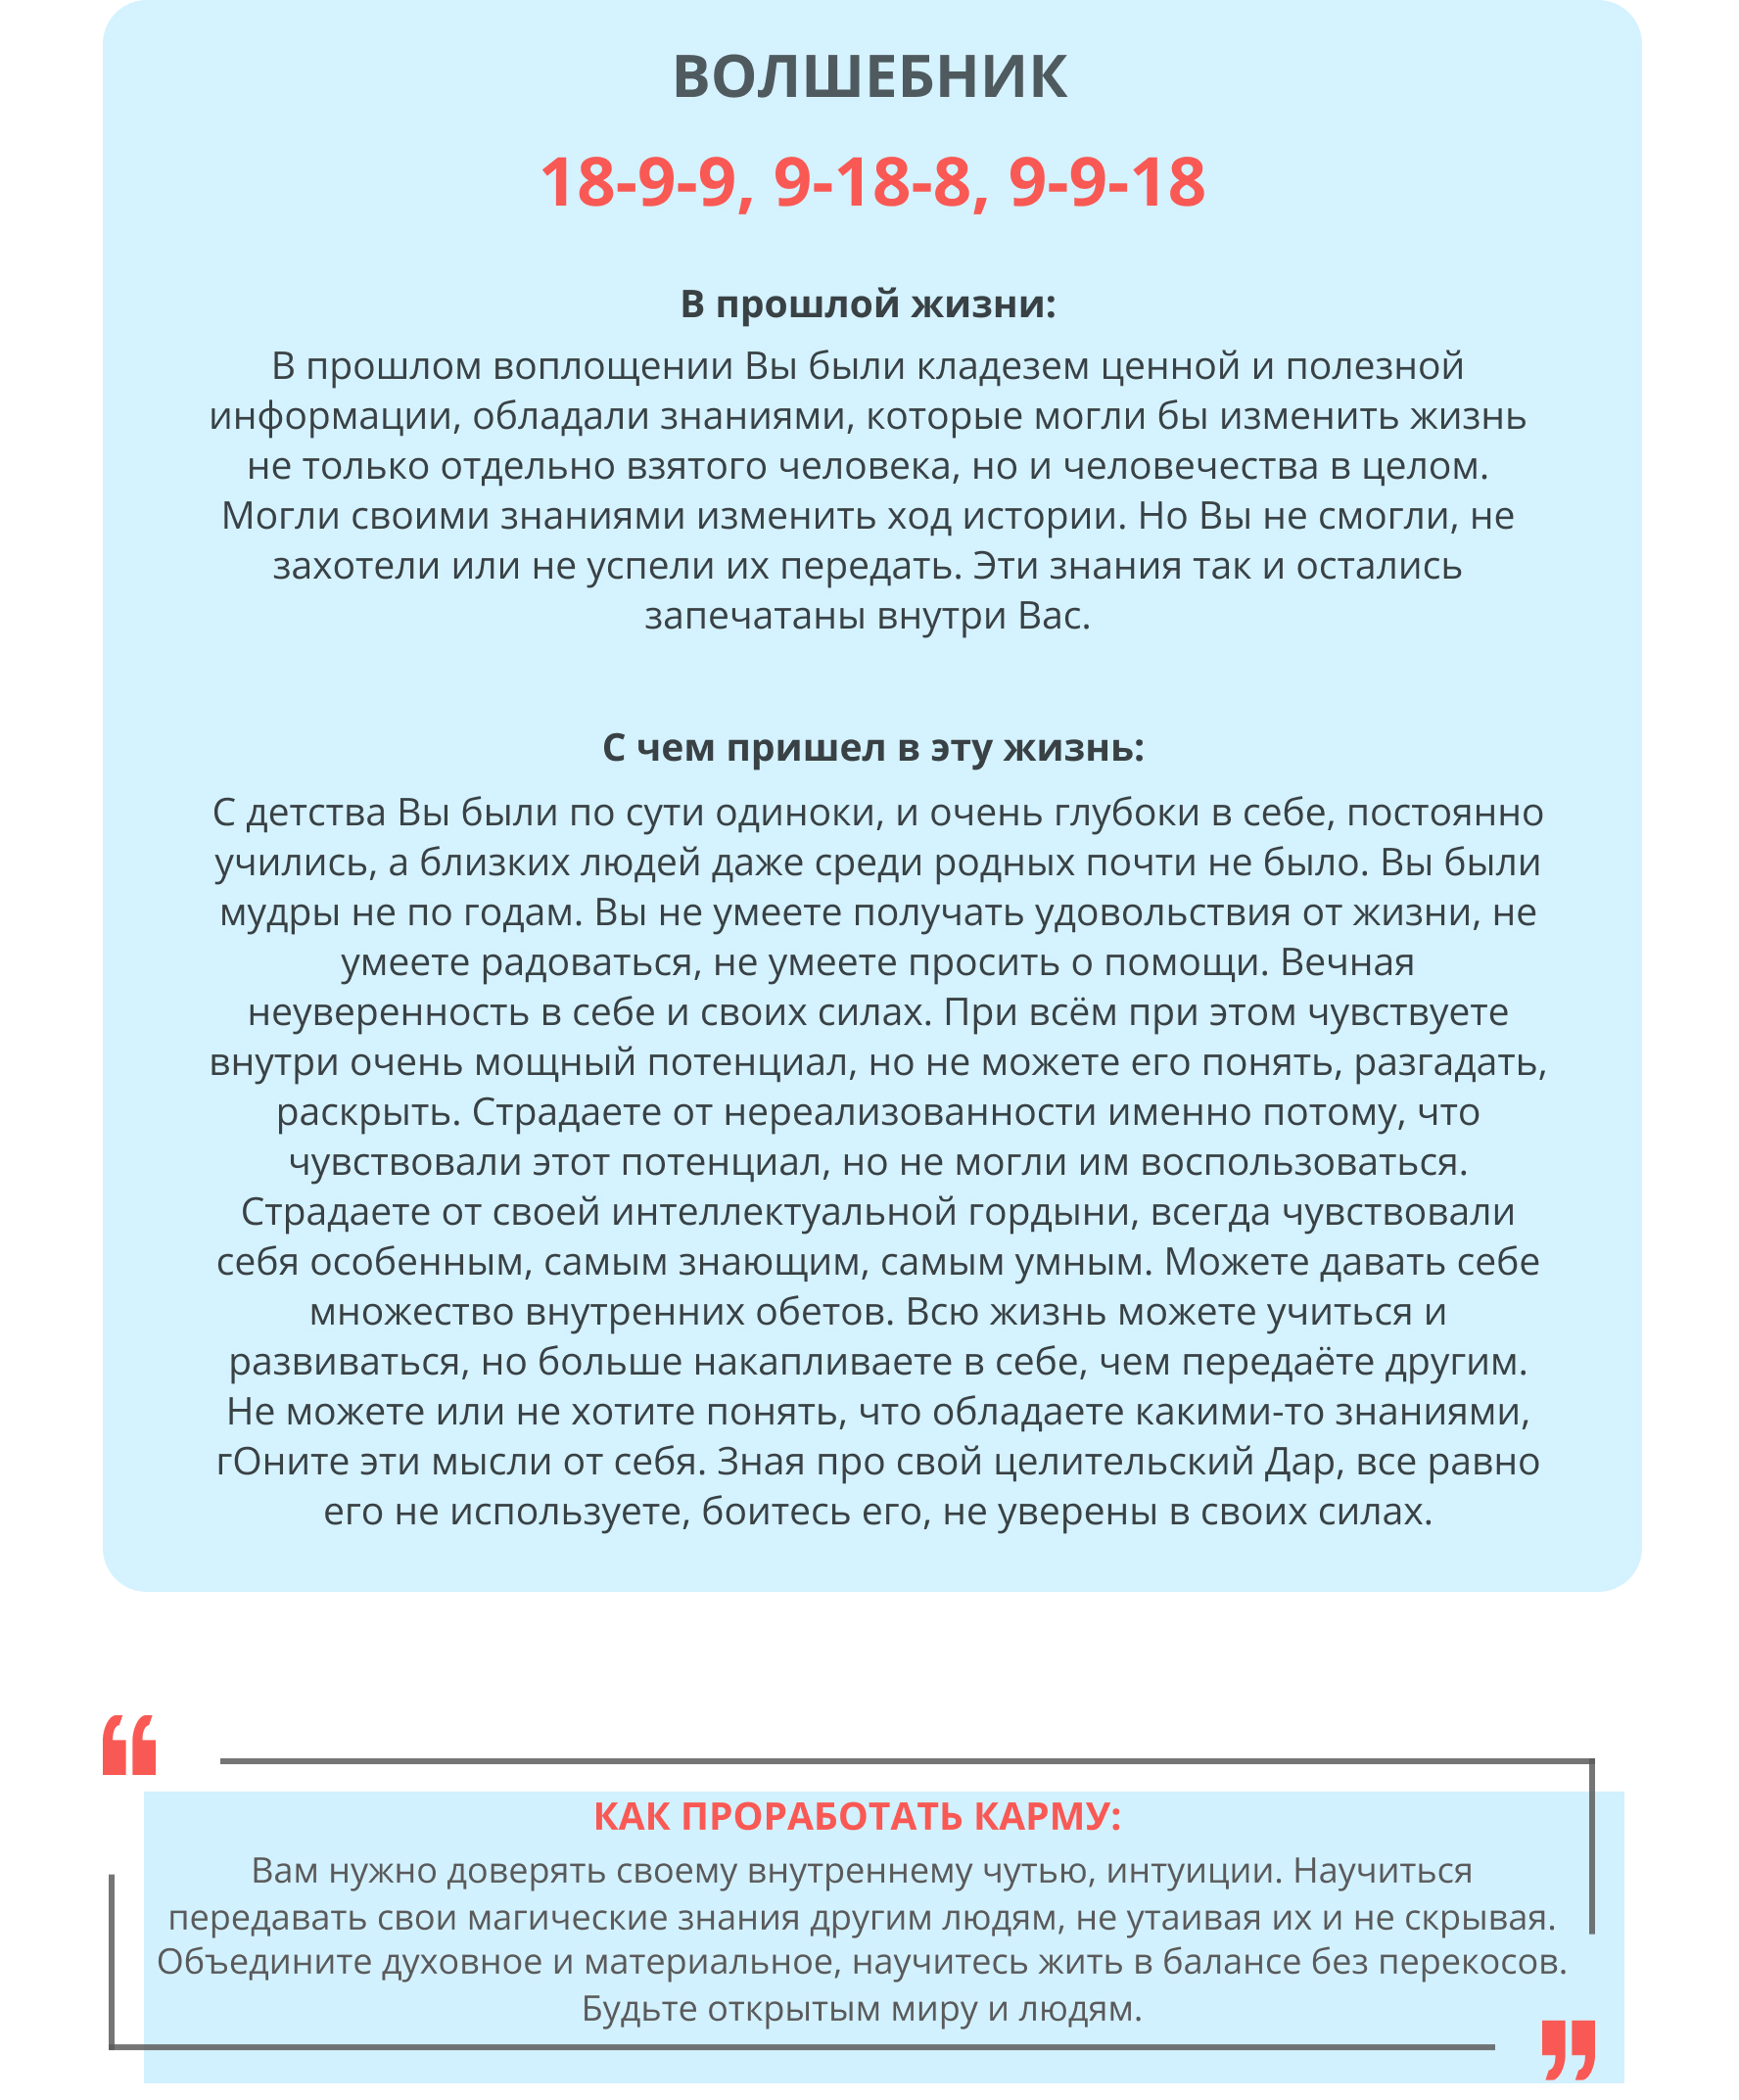 ВОЛШЕБНИК
18-9-9, 9-18-8, 9-9-18
В прошлой жизни:
В прошлом воплощении Вы были кладезем ценной и полезной
информации, обладали знаниями, которые могли бы изменить жизнь
не только отдельно взятого человека, но и человечества в целом.
Могли своими знаниями изменить ход истории. Но Вы не смогли, не
захотели или не успели их передать. Эти знания так и остались
запечатаны внутри Вас.
С чем пришел в эту жизнь:
С детства Вы были по сути одиноки, и очень глубоки в себе, постоянно
учились, а близких людей даже среди родных почти не было. Вы были
мудры не по годам. Вы не умеете получать удовольствия от жизни, не
умеете радоваться, не умеете просить о помощи. Вечная
неуверенность в себе и своих силах. При всём при этом чувствуете
внутри очень мощный потенциал, но не можете его понять, разгадать,
раскрыть. Страдаете от нереализованности именно потому, что
чувствовали этот потенциал, но не могли им воспользоваться.
Страдаете от своей интеллектуальной гордыни, всегда чувствовали
себя особенным, самым знающим, самым умным. Можете давать себе
множество внутренних обетов. Всю жизнь можете учиться и
развиваться, но больше накапливаете в себе, чем передаёте другим.
Не можете или не хотите понять, что обладаете какими-то знаниями,
гОните эти мысли от себя. Зная про свой целительский Дар, все равно
его не используете, боитесь его, не уверены в своих силах.
“
КАК ПРОРАБОТАТЬ КАРМУ:
Вам нужно доверять своему внутреннему чутью, интуиции. Научиться
передавать свои магические знания другим людям, не утаивая их и не скрывая.
Объедините духовное и материальное, научитесь жить в балансе без перекосов.
Будьте открытым миру и людям.
”